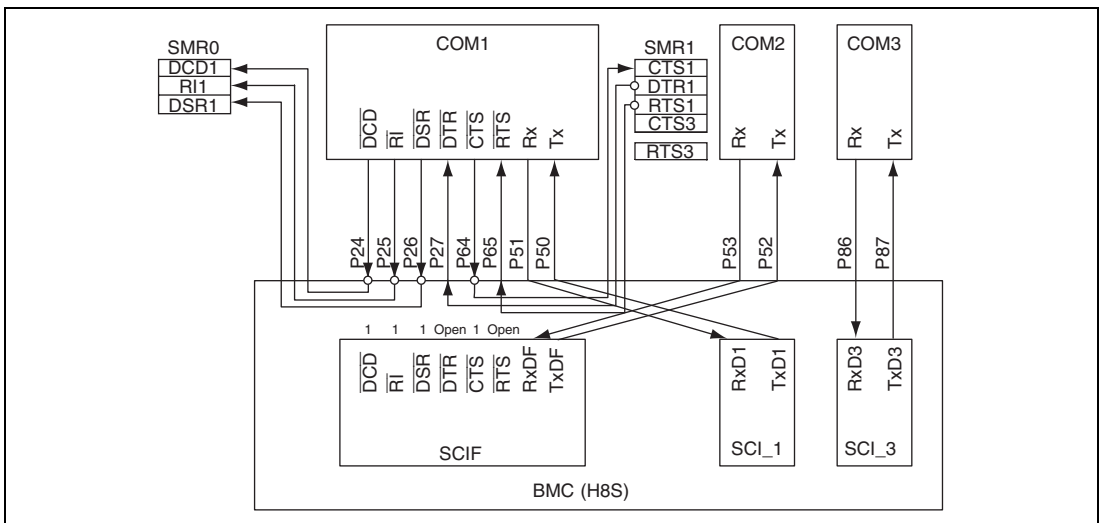 SMR0
DCD1
RI1
DSR1
COM1
DCD
RI
DSR
DTR
CTS
RTS
Rx
Tx
SMR1
CTS1
DTR1
RTS1
CTS3
RTS3
COM2
Rx
Tx
COM3
Rx
Tx
P24
P25
P26
P27
P64
P65
P51
P50
P53
P52
P86
P87
1 1 1 Open 1 Open
DCD
RI
DSR
DTR
CTS
RTS
RxDF
TxDF
SCIF
RxD1
TxD1
SCI_1
RxD3
TxD3
SCI_3
BMC (H8S)